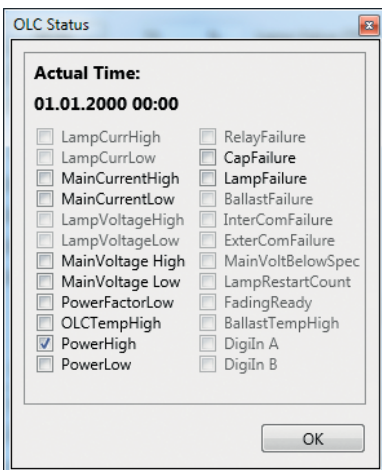 OLC Status
Actual Time:
01.01.2000 00:00
LampCurrHigh
LampCurrLow
MainCurrentHigh
MainCurrentLow
LampVoltageHigh
LampVoltageLow
MainVoltage High
MainVoltage Low
PowerFactorLow
OLCTempHigh
PowerHigh
PowerLow
RelayFailure
CapFailure
LampFailure
BallastFailure
InterComFailure
ExterComFailure
MainVoltBelowSpec
LampRestartCount
FadingReady
BallastTempHigh
DigiIn A
DigiIn B
OK